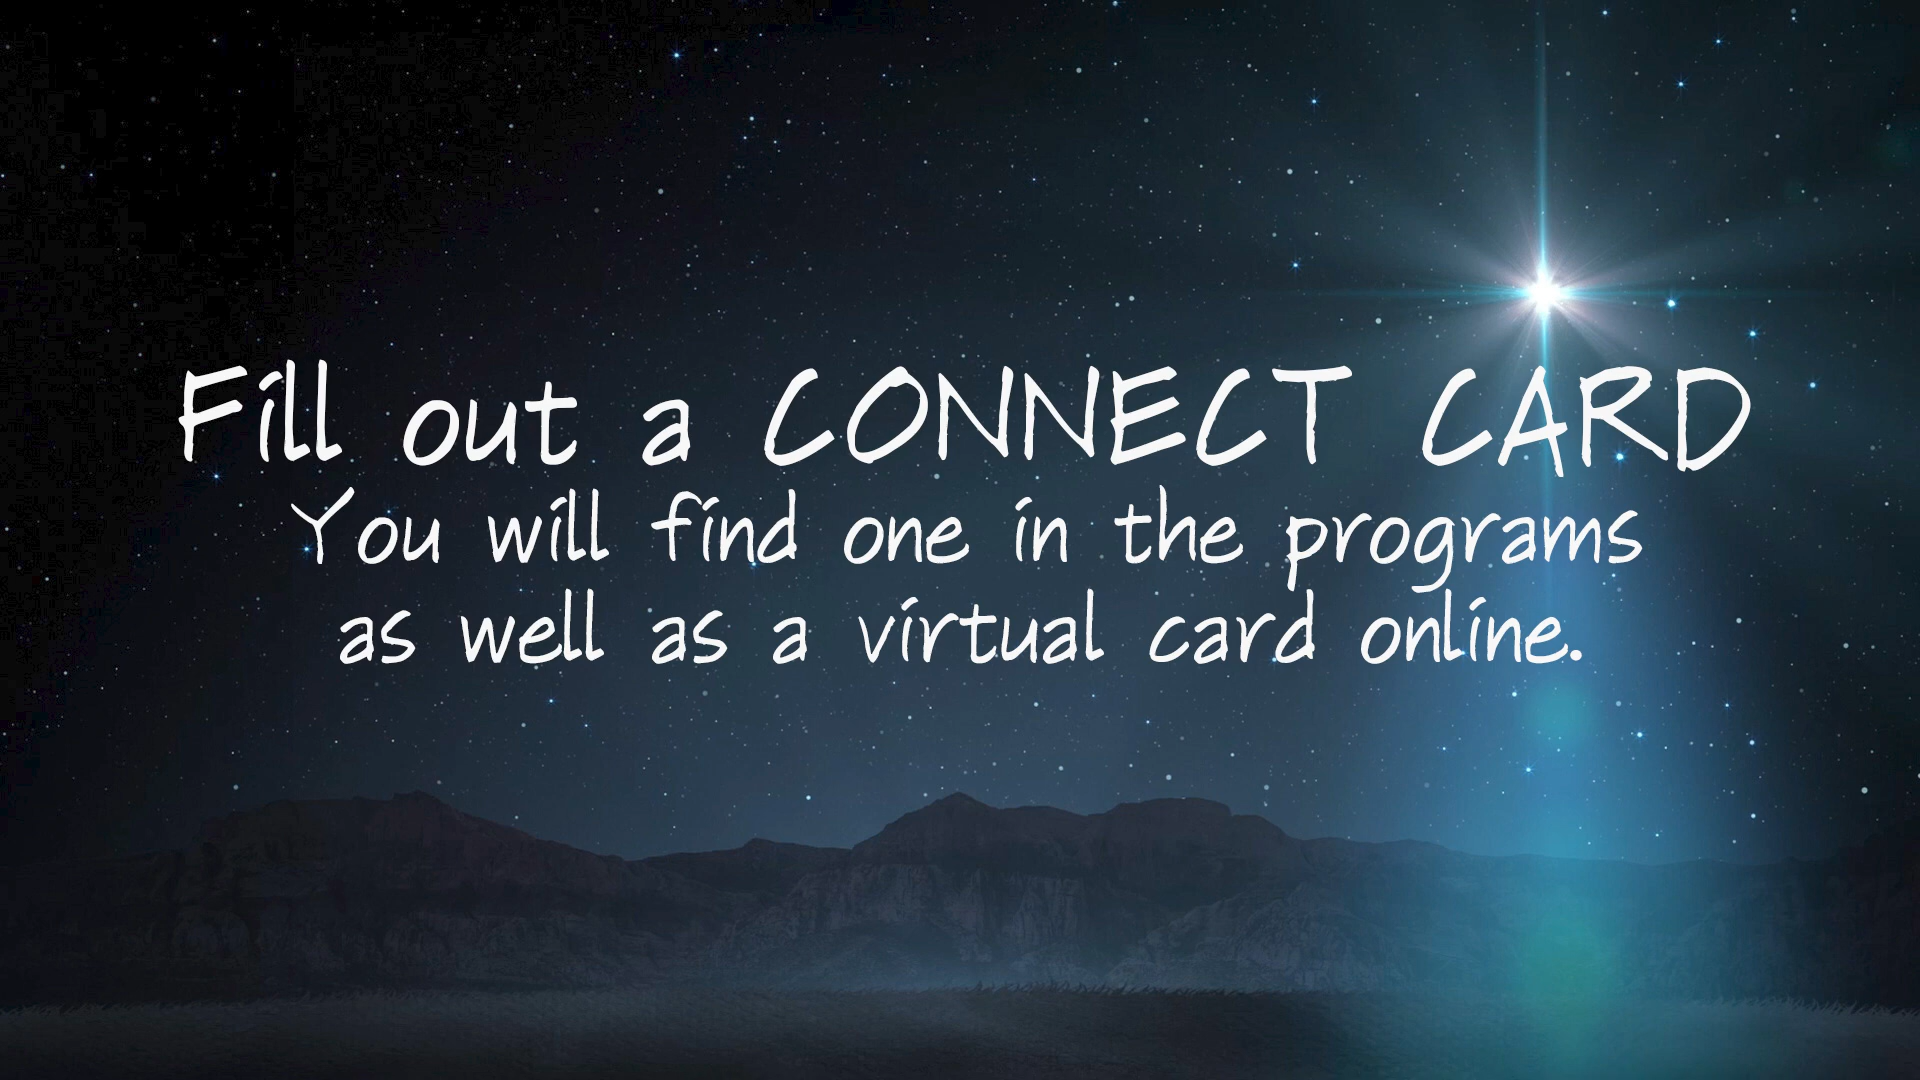 Fill out a CONNECT CARD
You will find one in the programs
as well as a virtual card online.